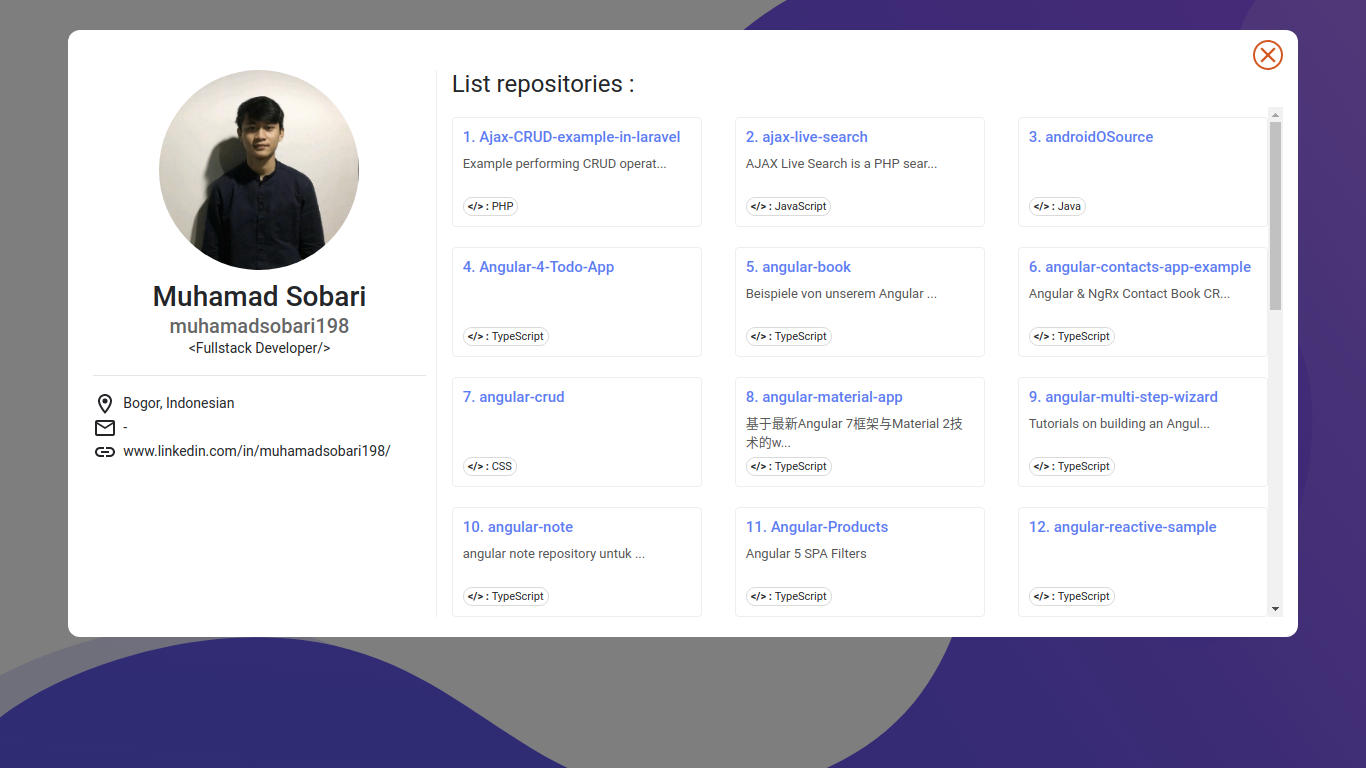 Muhamad Sobari
muhamadsobari198
<Fullstack Developer/>
Bogor, Indonesian
-
www.linkedin.com/in/muhamadsobari198/
List repositories :
1. Ajax-CRUD-example-in-laravel
Example performing CRUD operat...
</> : PHP
2. ajax-live-search
AJAX Live Search is a PHP sear...
</> : JavaScript
3. androidOSource
</> : Java
4. Angular-4-Todo-App
</> : TypeScript
5. angular-book
Beispiele von unserem Angular ...
</> : TypeScript
6. angular-contacts-app-example
Angular & NgRx Contact Book CR...
</> : TypeScript
7. angular-crud
</> : CSS
8. angular-material-app
基于最新Angular 7框架与Material 2技
术的w...
</> : TypeScript
9. angular-multi-step-wizard
Tutorials on building an Angul...
</> : TypeScript
10. angular-note
angular note repository untuk ...
</> : TypeScript
11. Angular-Products
Angular 5 SPA Filters
</> : TypeScript
12. angular-reactive-sample
</> : TypeScript